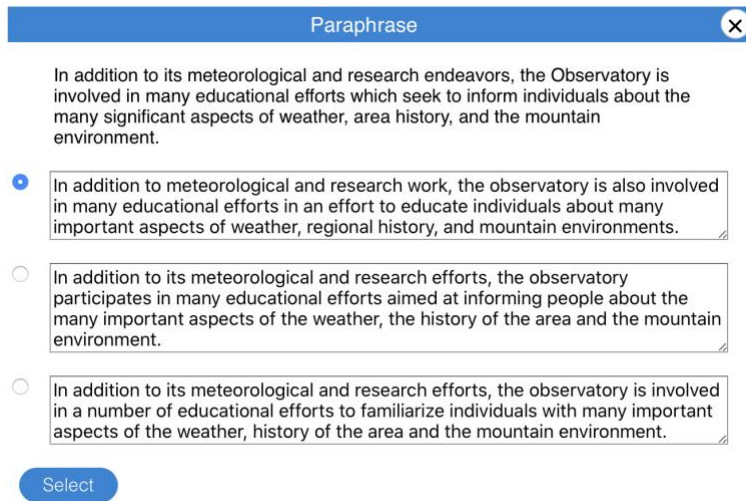 Paraphrase
In addition to its meteorological and research endeavors, the Observatory is
involved in many educational efforts which seek to inform individuals about the
many significant aspects of weather, area history, and the mountain
environment.
In addition to meteorological and research work, the observatory is also involved
in many educational efforts in an effort to educate individuals about many
important aspects of weather, regional history, and mountain environments.
In addition to its meteorological and research efforts, the observatory
participates in many educational efforts aimed at informing people about the
many important aspects of the weather, the history of the area and the mountain
environment.
In addition to its meteorological and research efforts, the observatory is involved
in a number of educational efforts to familiarize individuals with many important
aspects of the weather, history of the area and the mountain environment.
Select